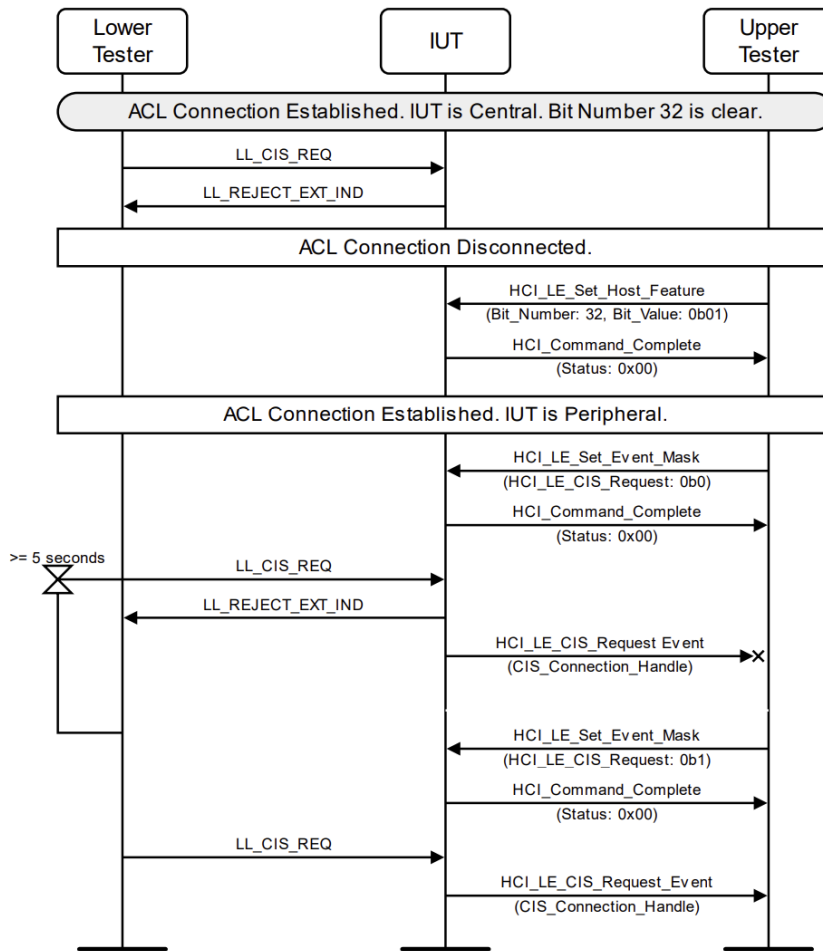 Lower
Tester
IUT
Upper
Tester
ACL Connection Established. IUT is Central. Bit Number 32 is clear.
LL_CIS_REQ
LL_REJECT_EXT_IND
ACL Connection Disconnected.
HCI_LE_Set_Host_Feature
(Bit_Number: 32, Bit_Value: 0b01)
HCI_Command_Complete
(Status: 0x00)
ACL Connection Established. IUT is Peripheral.
HCI_LE_Set_Event_Mask
(HCI_LE_CIS_Request: 0b0)
HCI_Command_Complete
(Status: 0x00)
>= 5 seconds
LL_CIS_REQ
LL_REJECT_EXT_IND
HCI_LE_CIS_Request Event
(CIS_Connection_Handle)
HCI_LE_Set_Event_Mask
(HCI_LE_CIS_Request: 0b1)
HCI_Command_Complete
(Status: 0x00)
LL_CIS_REQ
HCI_LE_CIS_Request_Event
(CIS_Connection_Handle)